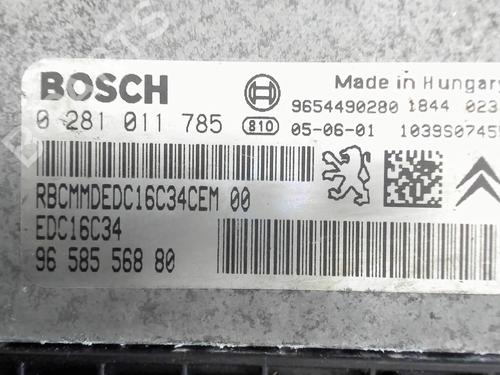 BOSCH
Made in Hungary
9654490280 1844 023
0 281 011 785 810 05-06-01 1039S0745
RBCMMDEDC16C34CEM 00
EDC16C34
96 585 568 80